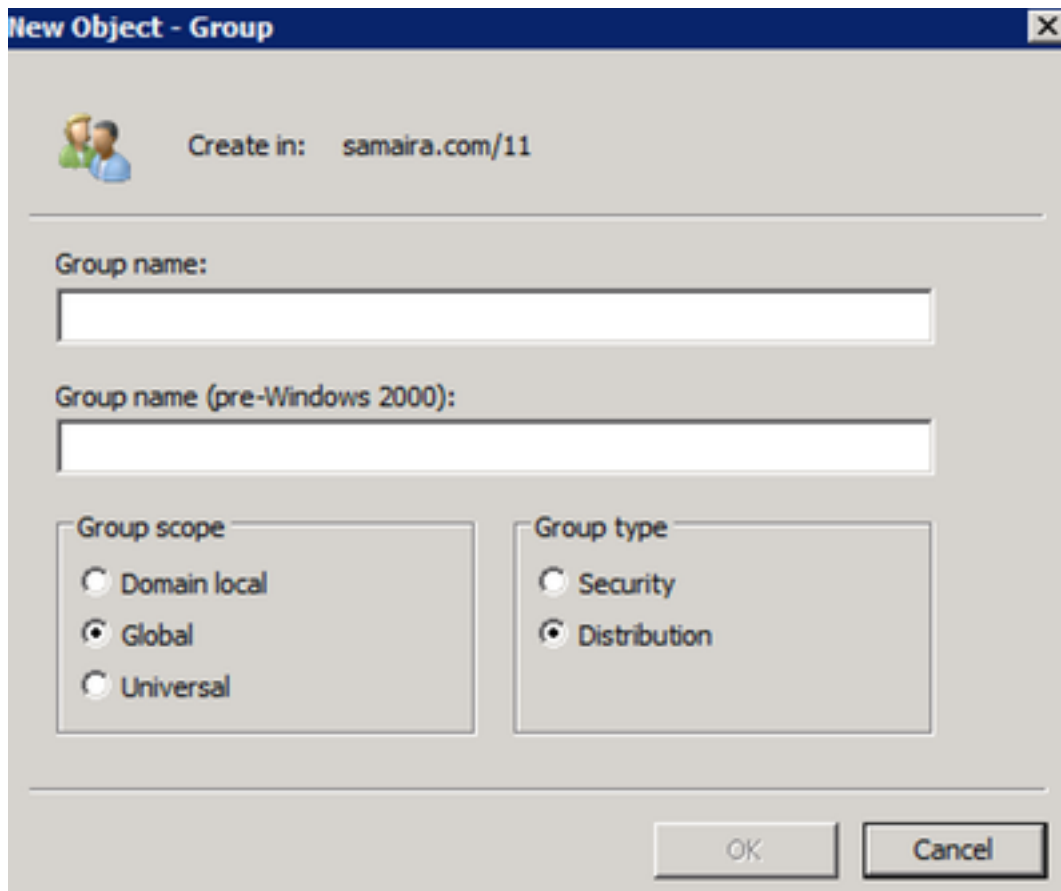 New Object - Group
Create in: samaira.com/11
Group name:
Group name (pre-Windows 2000):
Group scope
Domain local
Global
Universal
Group type
Security
Distribution
OK
Cancel